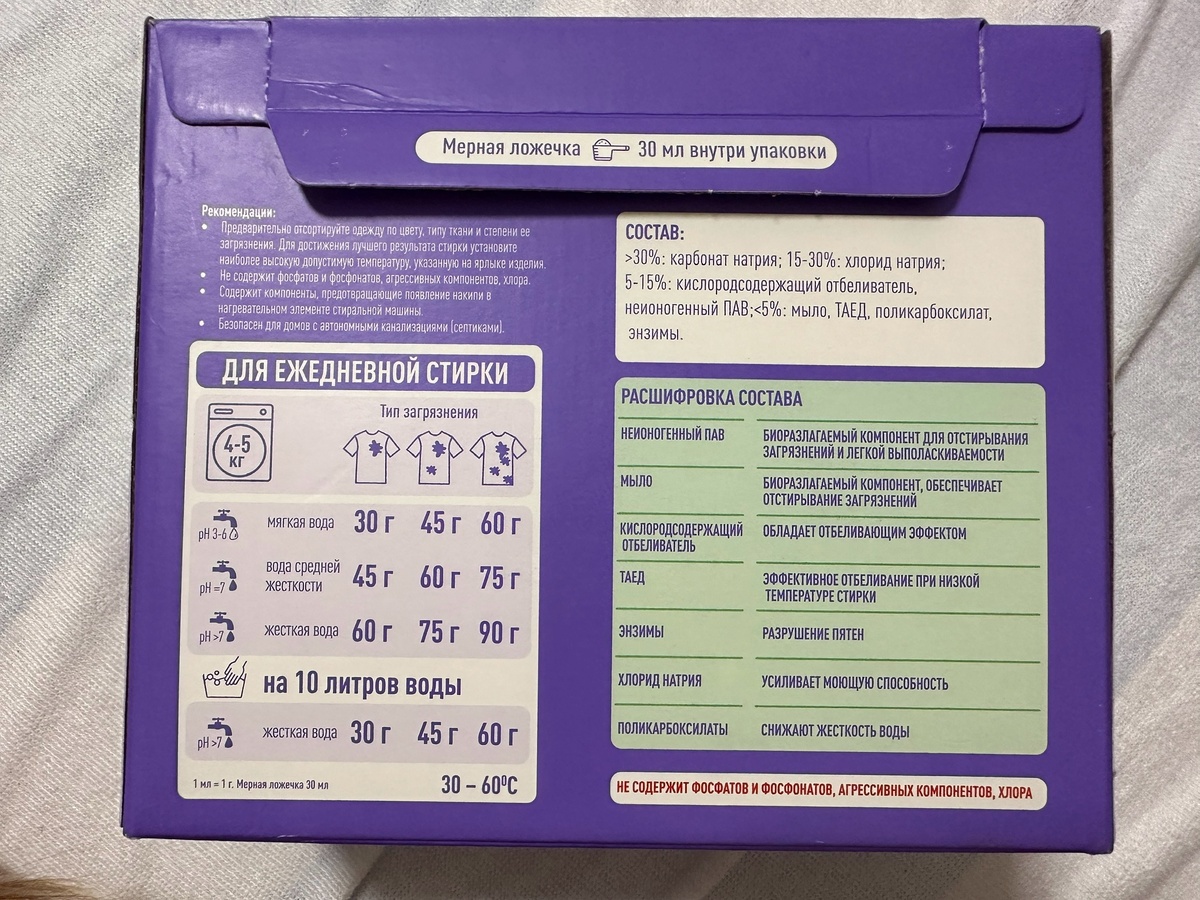 Мерная ложечка 30 мл внутри упаковки
Рекомендации:
• Предварительно отсортируйте одежду по цвету, типу ткани и степени ее
загрязнения. Для достижения лучшего результата стирки установите
наиболее высокую допустимую температуру, указанную на ярлыке изделия.
• Не содержит фосфатов и фосфонатов, агрессивных компонентов, хлора.
• Содержит компоненты, предотвращающие появление накипи в
нагревательном элементе стиральной машины.
• Безопасен для домов с автономными канализациями (септиками).
ДЛЯ ЕЖЕДНЕВНОЙ СТИРКИ
4-5
КГ
Тип загрязнения
pH 3-6 мягкая вода 30 г 45 г 60 г
pH =7 вода средней жесткости 45 г 60 г 75 г
pH >7 жесткая вода 60 г 75 г 90 г
на 10 литров воды
pH >7 жесткая вода 30 г 45 г 60 г
1 мл = 1 г. Мерная ложечка 30 мл 30 – 60⁰С
СОСТАВ:
>30%: карбонат натрия; 15-30%: хлорид натрия;
5-15%: кислородсодержащий отбеливатель,
неионогенный ПАВ;<5%: мыло, ТАЕД, поликарбоксилат,
энзимы.
РАСШИФРОВКА СОСТАВА
НЕИОНОГЕННЫЙ ПАВ БИОРАЗЛАГАЕМЫЙ КОМПОНЕНТ ДЛЯ ОТСТИРЫВАНИЯ
ЗАГРЯЗНЕНИЙ И ЛЕГКОЙ ВЫПОЛАСКИВАЕМОСТИ
МЫЛО БИОРАЗЛАГАЕМЫЙ КОМПОНЕНТ, ОБЕСПЕЧИВАЕТ
ОТСТИРЫВАНИЕ ЗАГРЯЗНЕНИЙ
КИСЛОРОДСОДЕРЖАЩИЙ ОБЛАДАЕТ ОТБЕЛИВАЮЩИМ ЭФФЕКТОМ
ОТБЕЛИВАТЕЛЬ
ТАЕД ЭФФЕКТИВНОЕ ОТБЕЛИВАНИЕ ПРИ НИЗКОЙ
ТЕМПЕРАТУРЕ СТИРКИ
ЭНЗИМЫ РАЗРУШЕНИЕ ПЯТЕН
ХЛОРИД НАТРИЯ УСИЛИВАЕТ МОЮЩУЮ СПОСОБНОСТЬ
ПОЛИКАРБОКСИЛАТЫ СНИЖАЮТ ЖЕСТКОСТЬ ВОДЫ
НЕ СОДЕРЖИТ ФОСФАТОВ И ФОСФОНАТОВ, АГРЕССИВНЫХ КОМПОНЕНТОВ, ХЛОРА